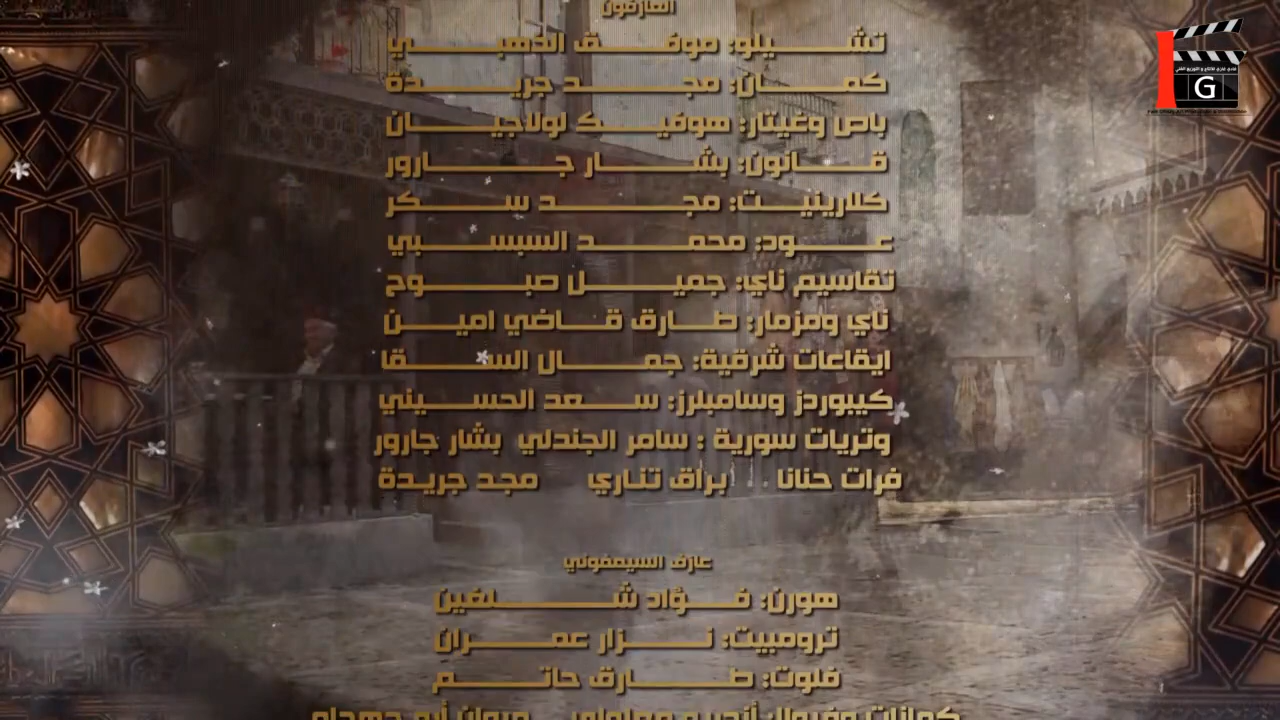 العازفون
تشيلو: موفق الذهبي
كمان: مجد جريدة
باص وغيتار: هوفيك لولاجيان
قانون: بشار جارور
كلارينيت: مجد سكر
عود: محمد السبسبي
تقاسيم ناي: جميل صبوح
ناي ومزمار: طارق قاضي امين
ايقاعات شرقية: جمال السقا
كيبوردز وسامبلرز: سعد الحسيني
وتريات سورية : سامر الجندلي بشار جارور
فرات حنانا براق تناري مجد جريدة
عازف السيمفوني
هورن: فؤاد شلغين
ترومبيت: نزار عمران
فلوت: طارق حاتم
G